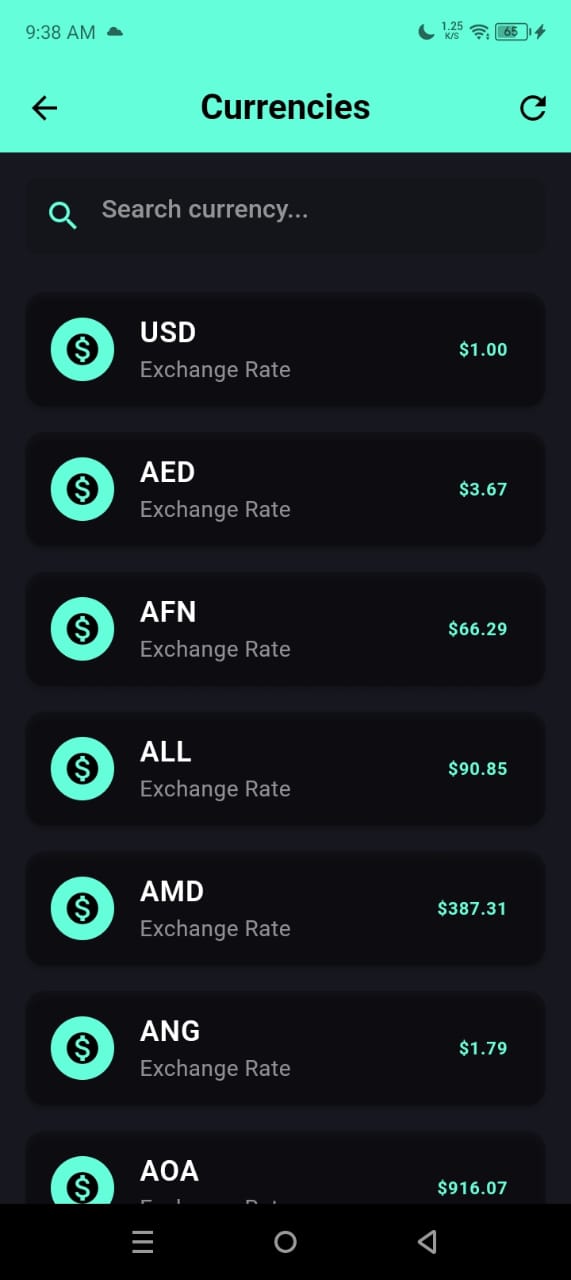 9:38 AM
1.25
K/S
65
Currencies
Search currency...
USD
Exchange Rate
$1.00
AED
Exchange Rate
$3.67
AFN
Exchange Rate
$66.29
ALL
Exchange Rate
$90.85
AMD
Exchange Rate
$387.31
ANG
Exchange Rate
$1.79
AOA
Exchange Rate
$916.07